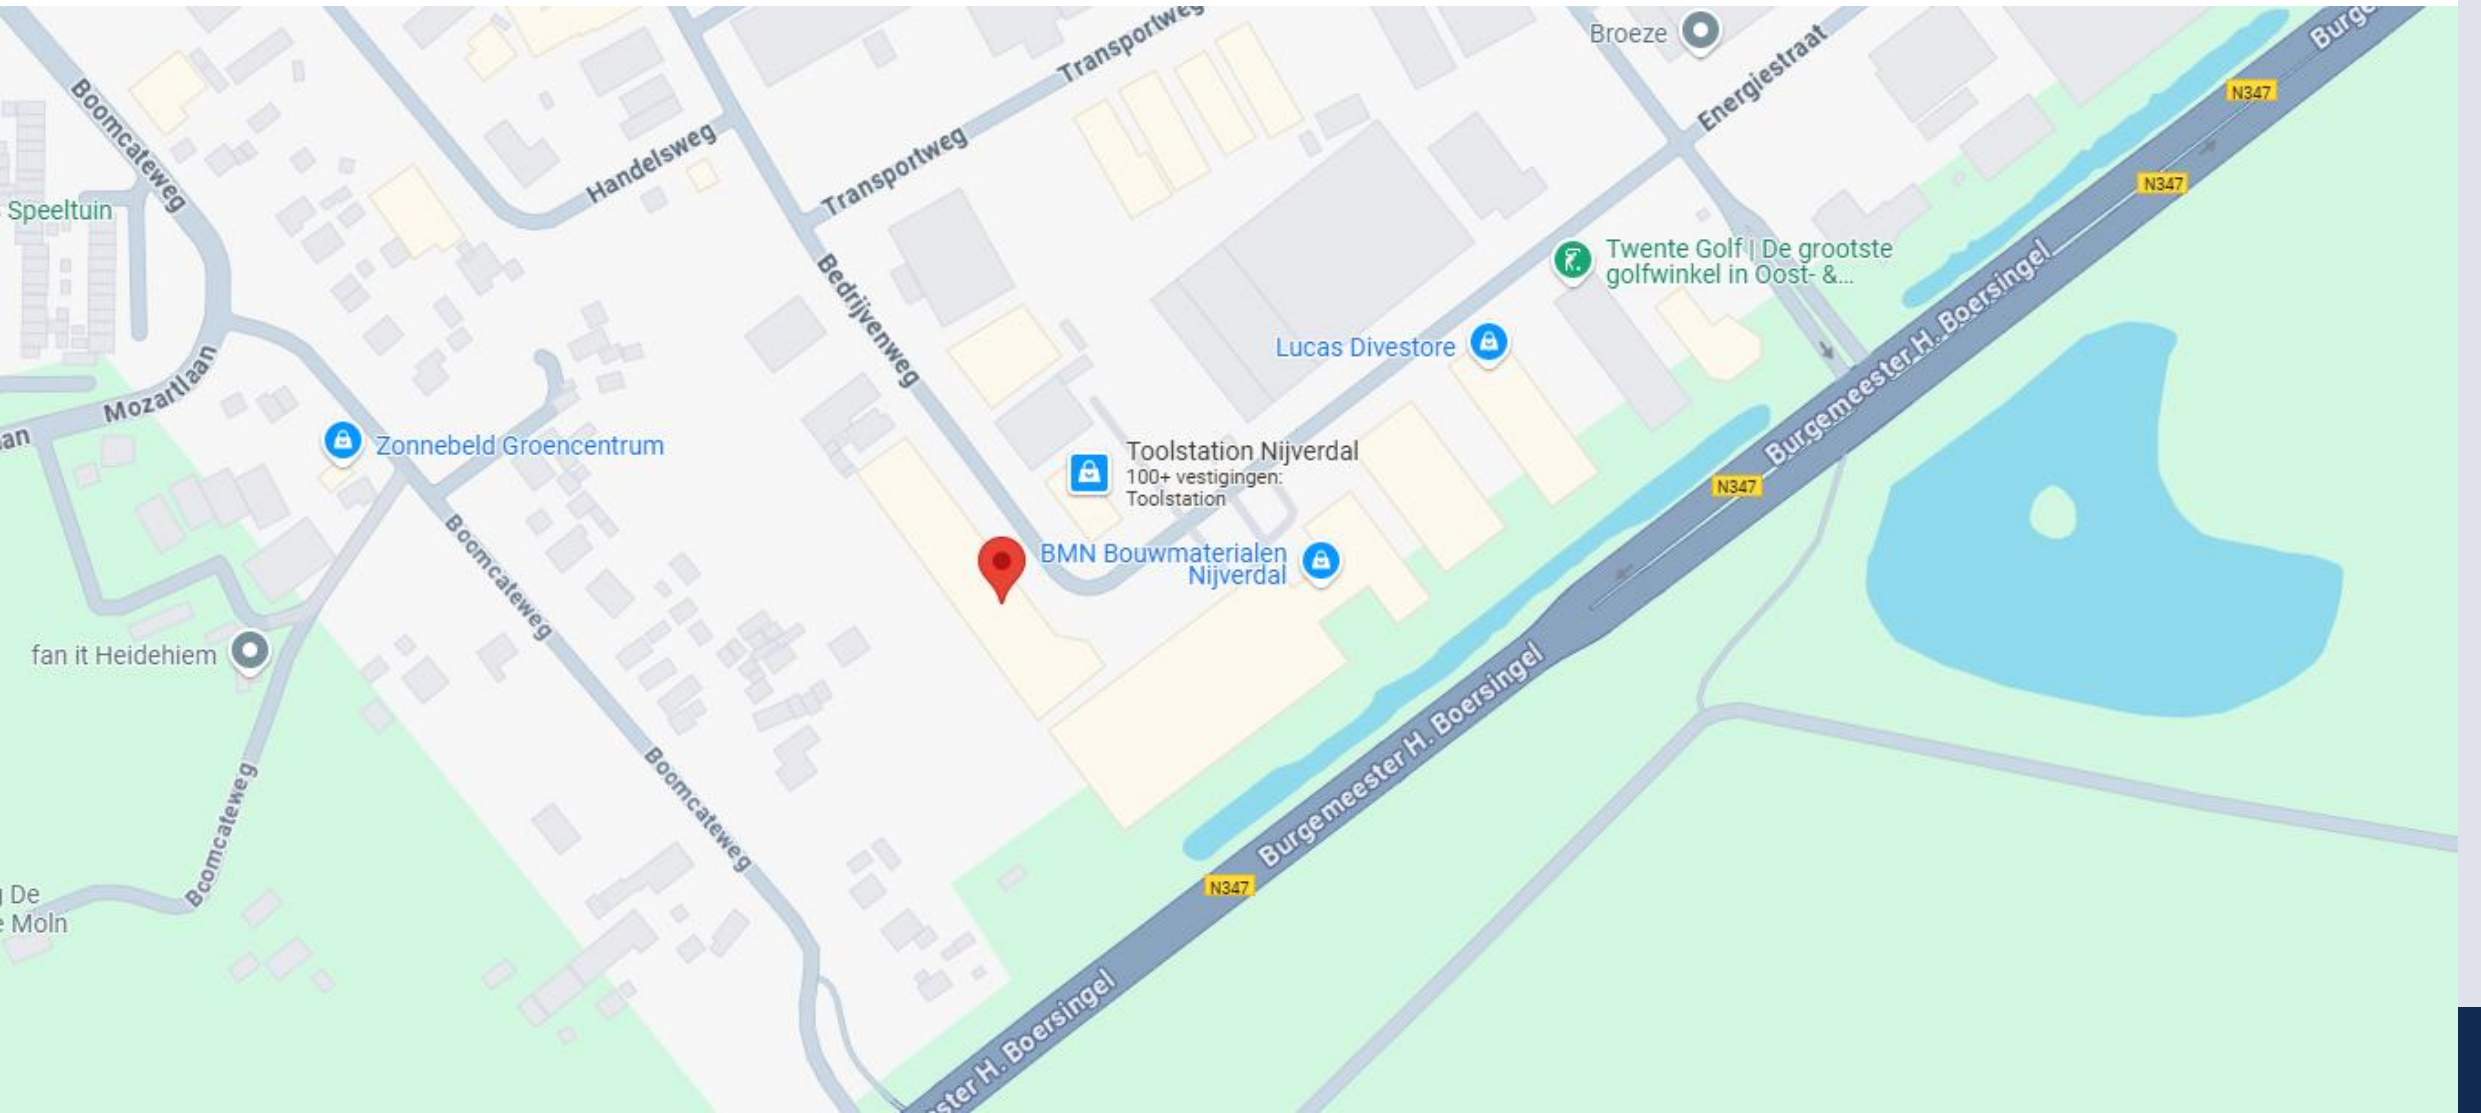 Transportweg
Burge
Broeze
Energiestraat
Boomcateweg
N347
Handelsweg
Transportweg
N347
Speeltuin
Twente Golf | De grootste
golfwinkel in Oost- &...
Bedrijvenweg
Burgemeester H. Boersingel
Lucas Divestore
Mozartlaan
an
Zonnebeld Groencentrum
Toolstation Nijverdal
100+ vestigingen:
Toolstation
N347
Boomcateweg
BMN Bouwmaterialen
Nijverdal
fan it Heidehiem
Burgemeester H. Boersingel
Boomcateweg
Boomcateweg
N347
De
Moln
ster H. Boersingel